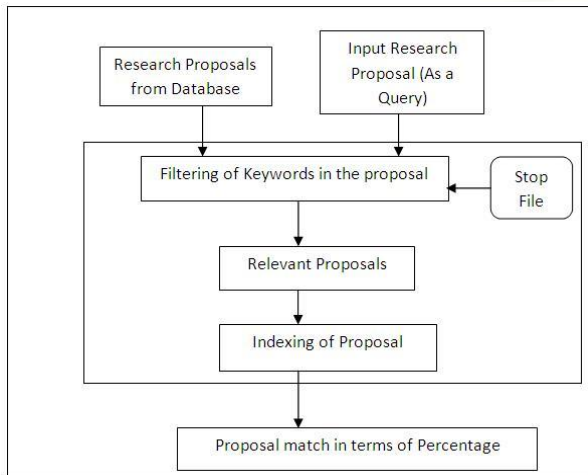 Research Proposals
from Database
Input Research
Proposal (As a
Query)
Filtering of Keywords in the proposal
Stop
File
Relevant Proposals
Indexing of Proposal
Proposal match in terms of Percentage